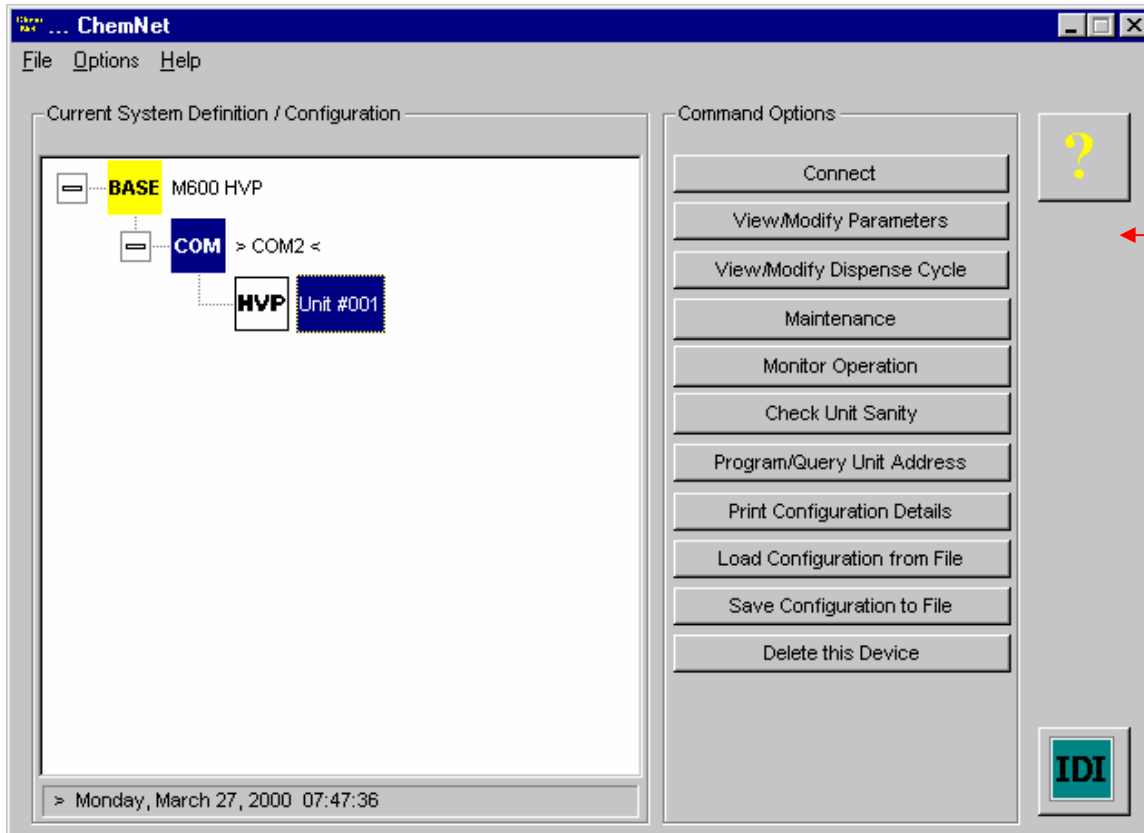 ... ChemNet
File Options Help
Current System Definition / Configuration
BASE M600 HVP
COM > COM2 <
HVP Unit #001
> Monday, March 27, 2000 07:47:36
Command Options
Connect
View/Modify Parameters
View/Modify Dispense Cycle
Maintenance
Monitor Operation
Check Unit Sanity
Program/Query Unit Address
Print Configuration Details
Load Configuration from File
Save Configuration to File
Delete this Device
?
IDI